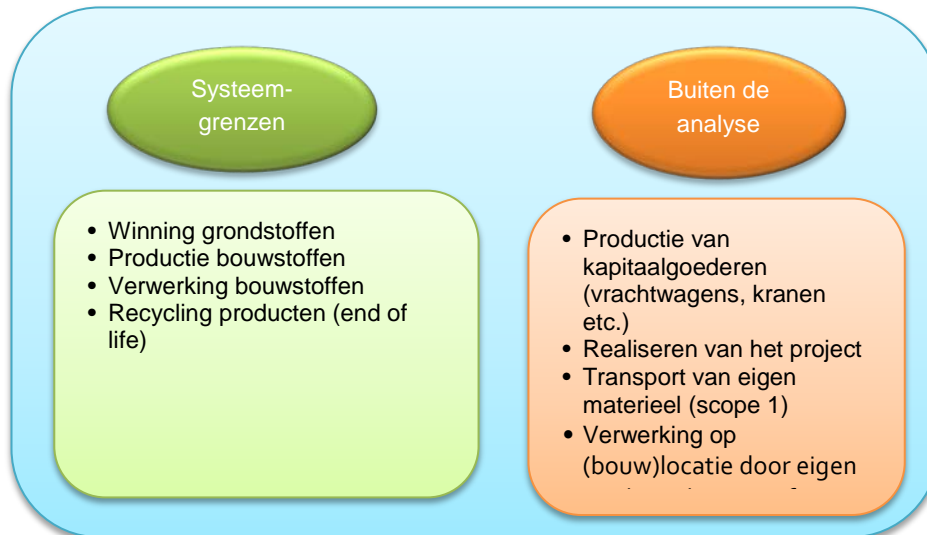 Systeem-
grenzen
Buiten de
analyse
• Winning grondstoffen
• Productie bouwstoffen
• Verwerking bouwstoffen
• Recycling producten (end of
life)
• Productie van
kapitaalgoederen
(vrachtwagens, kranen
etc.)
• Realiseren van het project
• Transport van eigen
materieel (scope 1)
• Verwerking op
(bouw)locatie door eigen